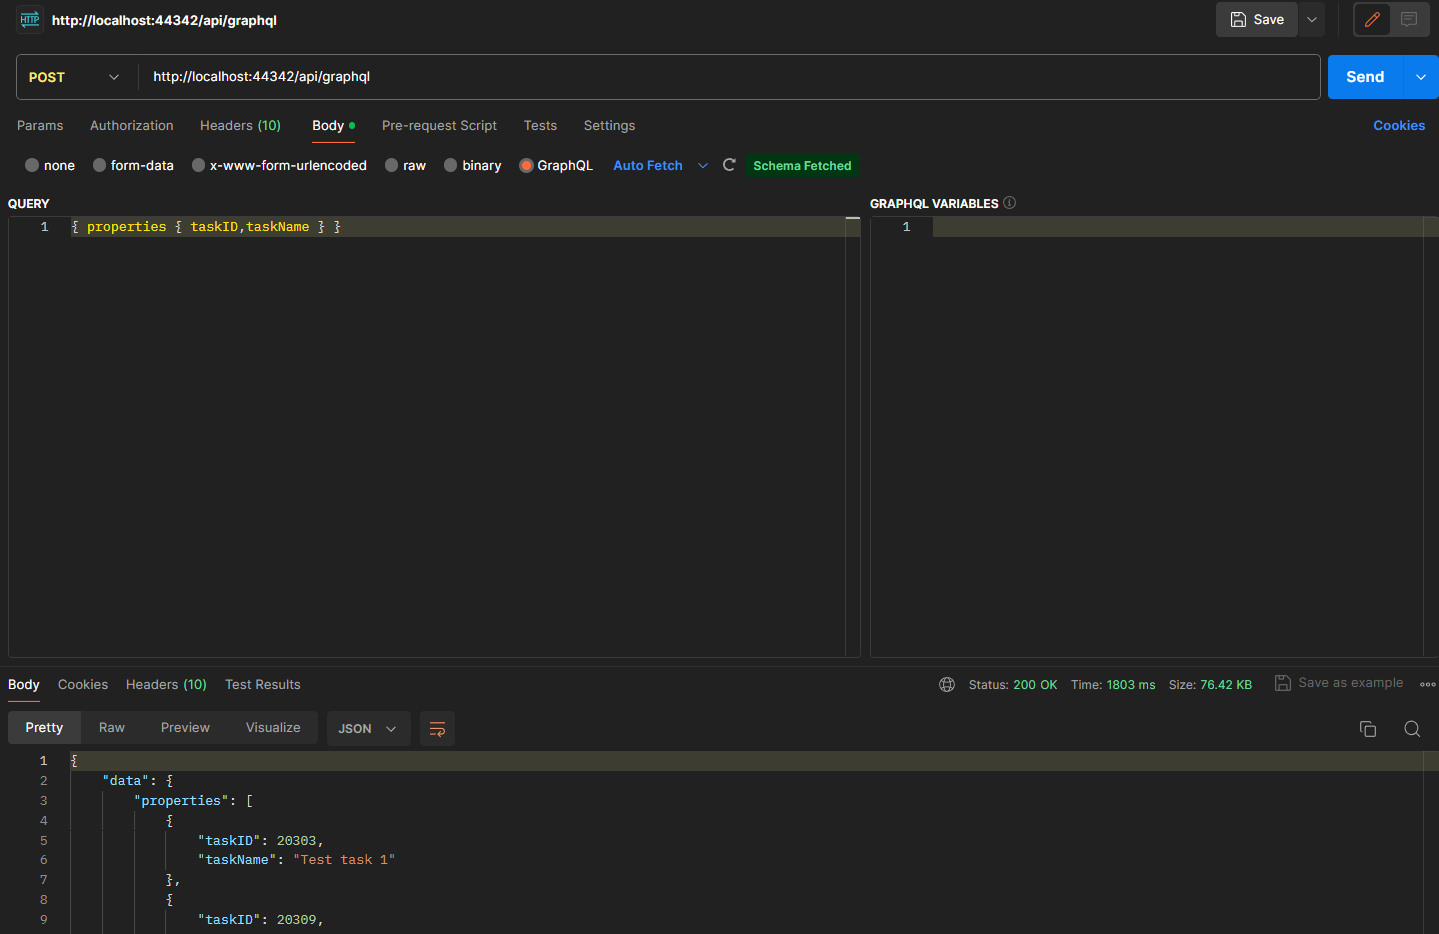 HTTP http://localhost:44342/api/graphql Save
POST http://localhost:44342/api/graphql Send
Params Authorization Headers (10) Body Pre-request Script Tests Settings Cookies
none form-data x-www-form-urlencoded raw binary GraphQL Auto Fetch Schema Fetched
QUERY GRAPHQL VARIABLES
1 { properties { taskID,taskName } } 1
Body Cookies Headers (10) Test Results Status: 200 OK Time: 1803 ms Size: 76.42 KB Save as example
Pretty Raw Preview Visualize JSON
1 {
2 "data": {
3 "properties": [
4 {
5 "taskID": 20303,
6 "taskName": "Test task 1"
7 },
8 {
9 "taskID": 20309,